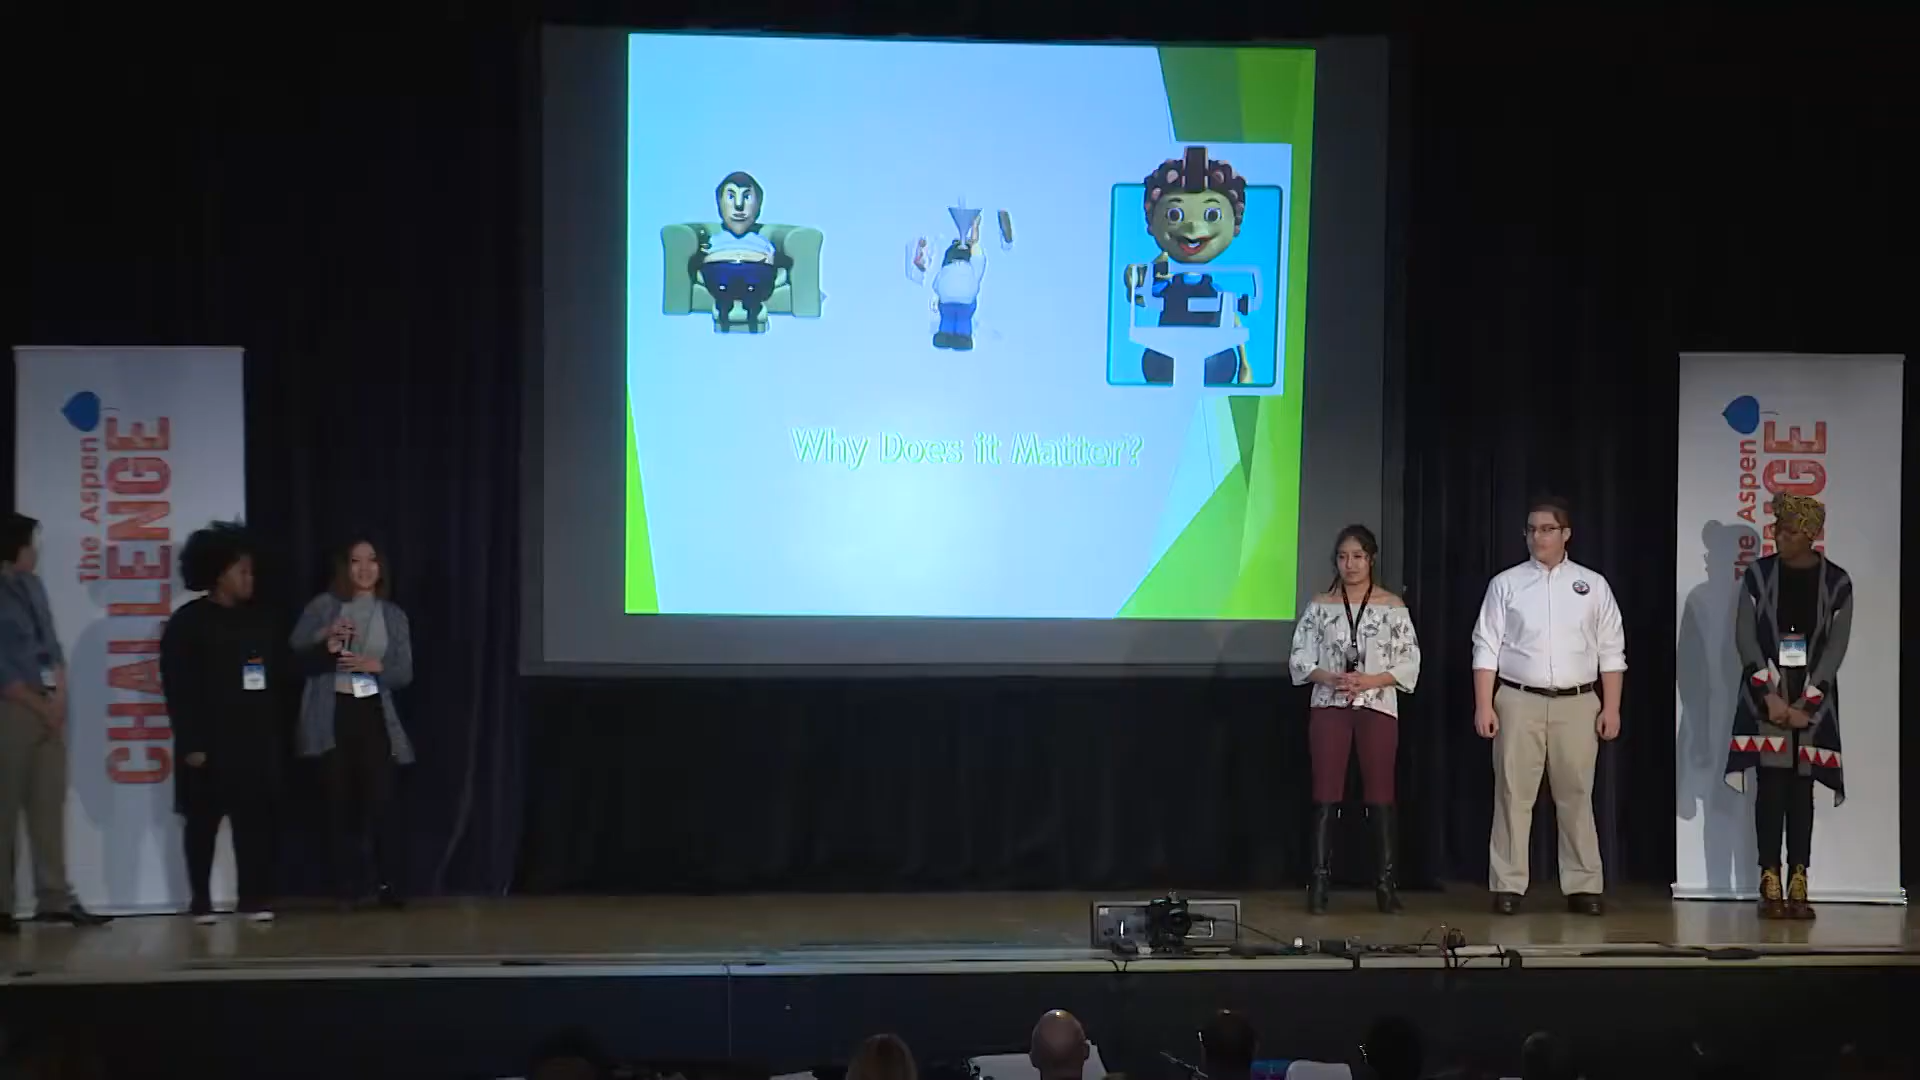 Why Does it Matter?
The Aspen
CHALLENGE
The Aspen